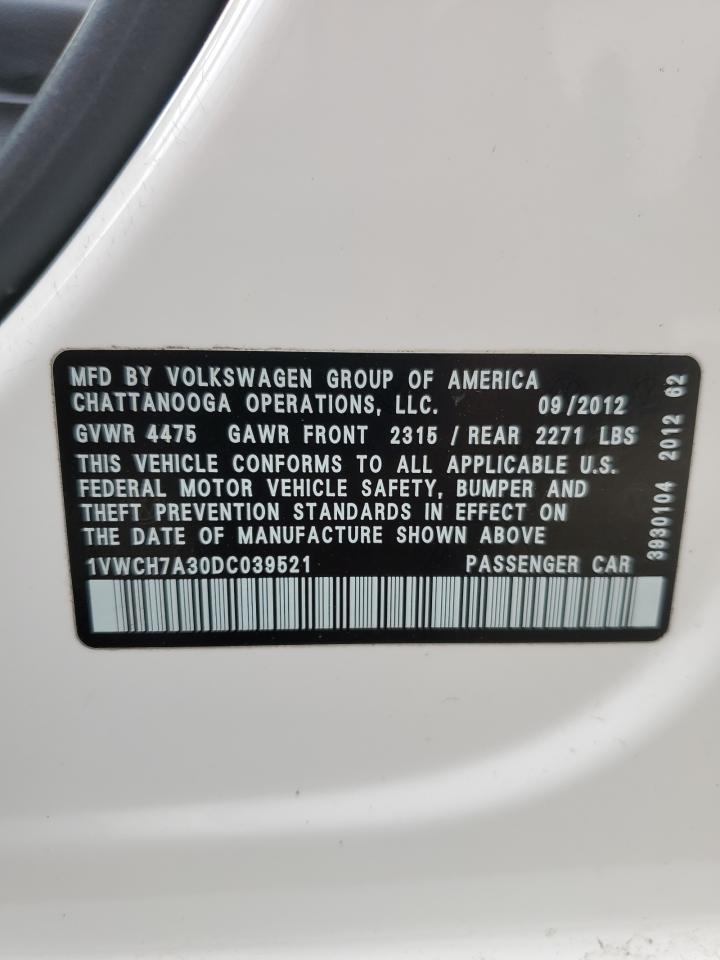 MFD BY VOLKSWAGEN GROUP OF AMERICA
CHATTANOOGA OPERATIONS, LLC. 09/2012
GVWR 4475 GAWR FRONT 2315 / REAR 2271 LBS
THIS VEHICLE CONFORMS TO ALL APPLICABLE U.S.
FEDERAL MOTOR VEHICLE SAFETY, BUMPER AND
THEFT PREVENTION STANDARDS IN EFFECT ON
THE DATE OF MANUFACTURE SHOWN ABOVE
1VWCH7A30DC039521 PASSENGER CAR
3930104 2012 62